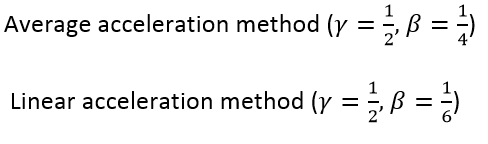 Average acceleration method (γ = 1/2, β = 1/4)
Linear acceleration method (γ = 1/2, β = 1/6)